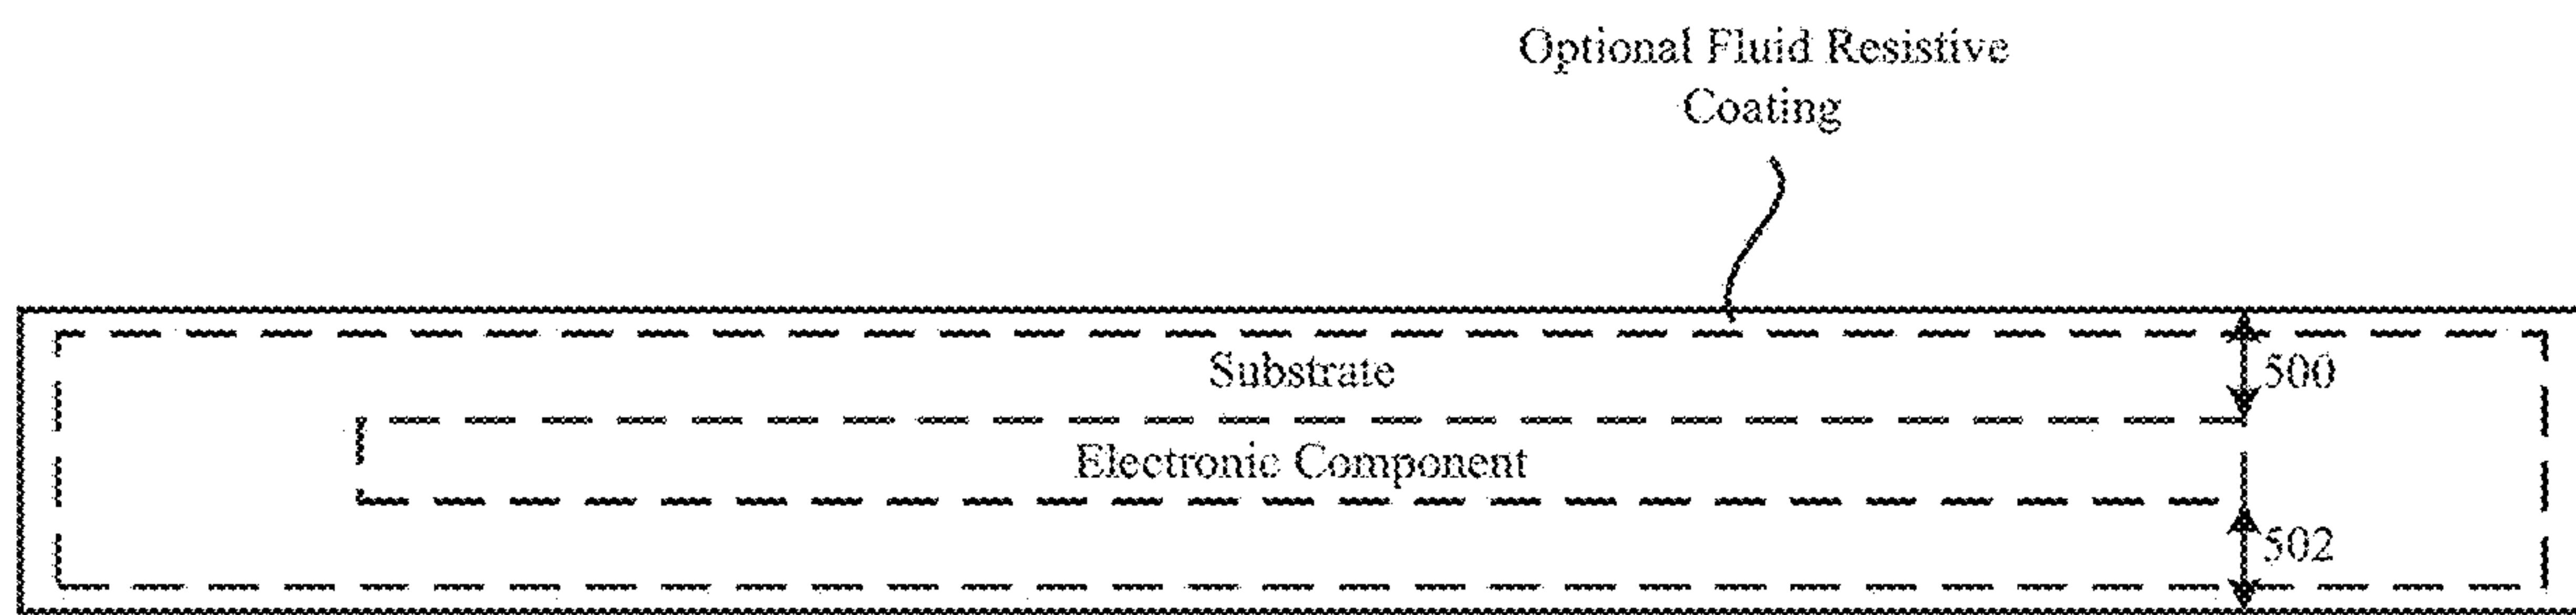 Optional Fluid Resistive
Coating
Substrate
500
Electronic Component
502